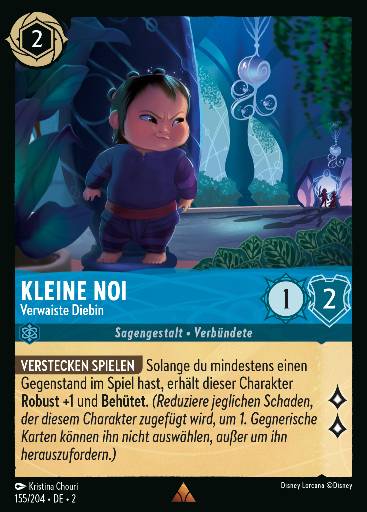 2
KLEINE NOI
Verwaiste Diebin
1
2
Sagengestalt • Verbündete
VERSTECKEN SPIELEN Solange du mindestens einen
Gegenstand im Spiel hast, erhält dieser Charakter
Robust +1 und Behütet. (Reduziere jeglichen Schaden,
der diesem Charakter zugefügt wird, um 1. Gegnerische
Karten können ihn nicht auswählen, außer um ihn
herauszufordern.)
Kristina Chouri
Disney Lorcana ©Disney
155/204 • DE • 2